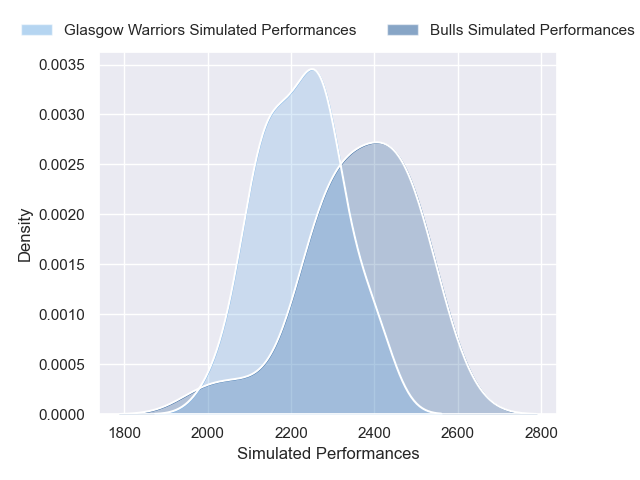 Glasgow Warriors Simulated Performances
Bulls Simulated Performances
0.0035
0.0030
0.0025
0.0020
0.0015
0.0010
0.0005
0.0000
Density
1800 2000 2200 2400 2600 2800
Simulated Performances